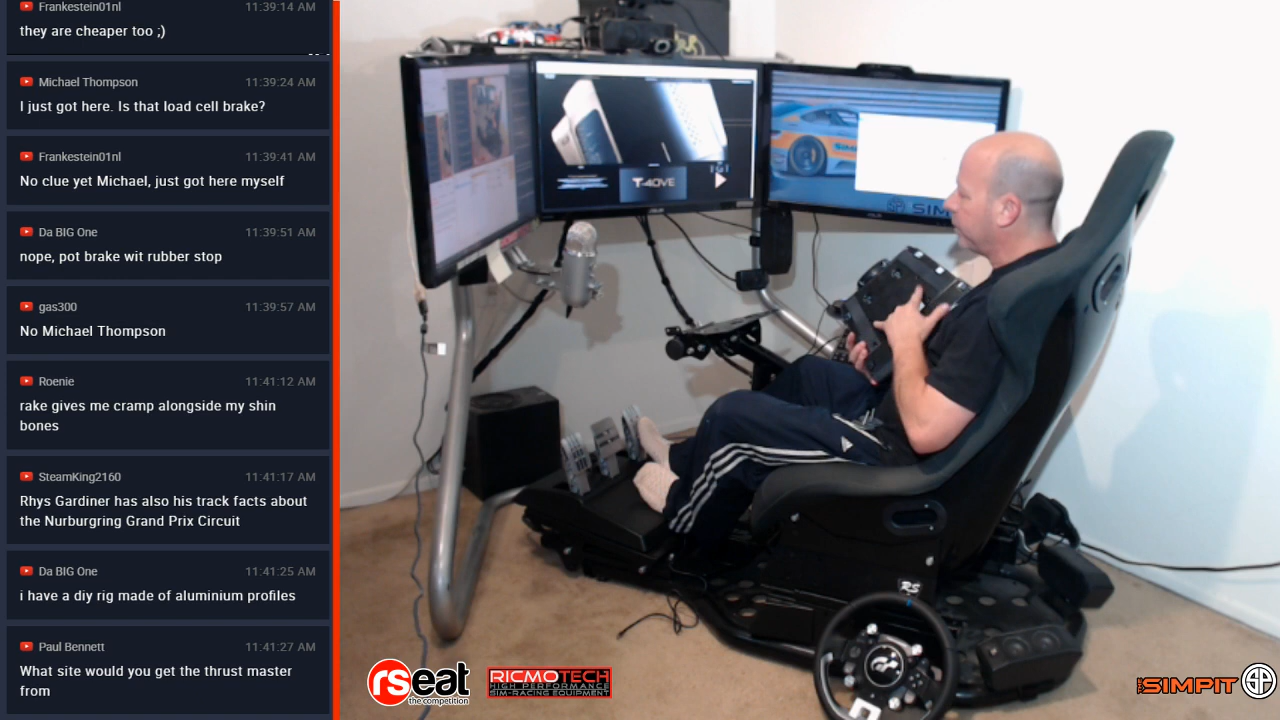 Frankestein01nl 11:39:14 AM
they are cheaper too ;)
Michael Thompson 11:39:24 AM
I just got here. Is that load cell brake?
Frankestein01nl 11:39:41 AM
No clue yet Michael, just got here myself
Da BIG One 11:39:51 AM
nope, pot brake wit rubber stop
gas300 11:39:57 AM
No Michael Thompson
Roenie 11:41:12 AM
rake gives me cramp alongside my shin
bones
SteamKing2160 11:41:17 AM
Rhys Gardiner has also his track facts about
the Nurburgring Grand Prix Circuit
Da BIG One 11:41:25 AM
i have a diy rig made of aluminium profiles
Paul Bennett 11:41:27 AM
What site would you get the thrust master
from
T-40VE
SIM
RS
rseat
the competition
RICMOTECH
HIGH PERFORMANCE
SIM-RACING EQUIPMENT
THE SIMPIT